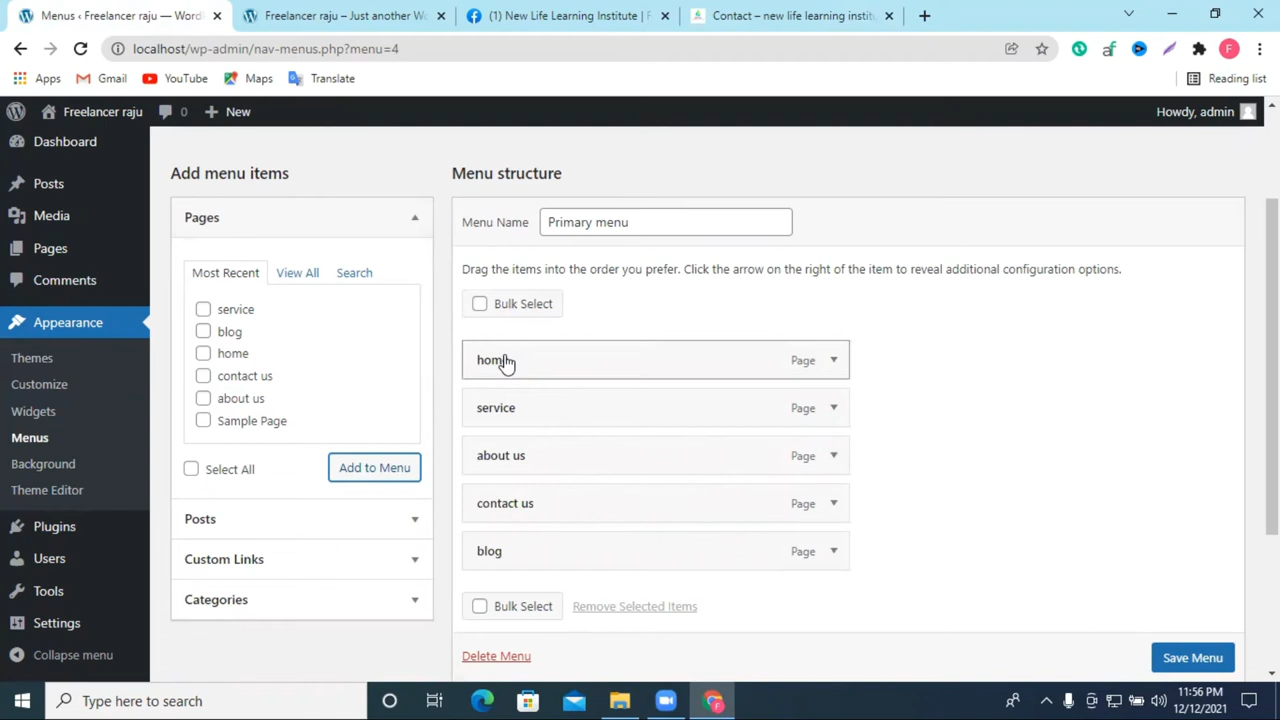 Menus ‹ Freelancer raju — WordP
Freelancer raju – Just another W
(1) New Life Learning Institute | F
Contact – new life learning instit
localhost/wp-admin/nav-menus.php?menu=4
Apps
Gmail
YouTube
Maps
Translate
Reading list
Freelancer raju
0
New
Howdy, admin
Dashboard
Posts
Media
Pages
Comments
Appearance
Themes
Customize
Widgets
Menus
Background
Theme Editor
Plugins
Users
Tools
Settings
Collapse menu
Add menu items
Pages
Most Recent
View All
Search
service
blog
home
contact us
about us
Sample Page
Select All
Add to Menu
Posts
Custom Links
Categories
Menu structure
Menu Name
Primary menu
Drag the items into the order you prefer. Click the arrow on the right of the item to reveal additional configuration options.
Bulk Select
home Page
service Page
about us Page
contact us Page
blog Page
Bulk Select
Remove Selected Items
Delete Menu
Save Menu
Type here to search
11:56 PM
12/12/2021